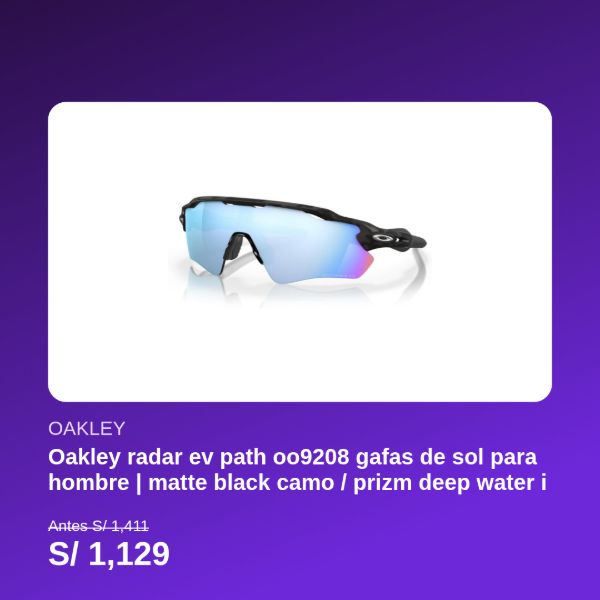 OAKLEY
Oakley radar ev path oo9208 gafas de sol para
hombre | matte black camo / prizm deep water i
Antes S/ 1,411
S/ 1,129